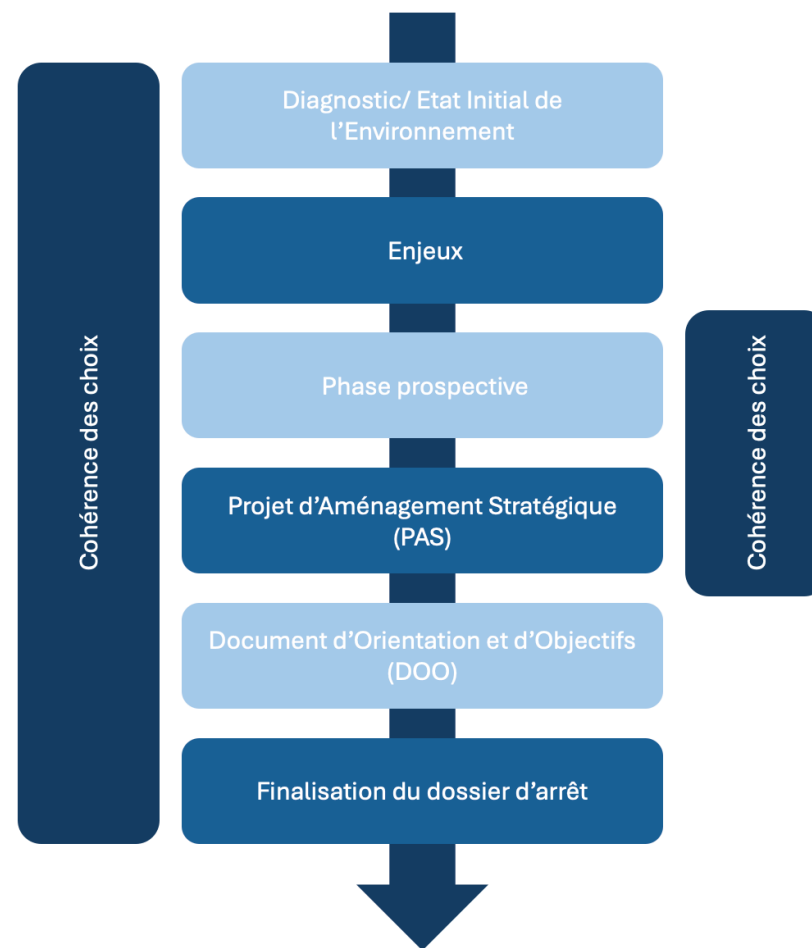 Cohérence des choix
Diagnostic/ Etat Initial de
l'Environnement
Enjeux
Phase prospective
Projet d'Aménagement Stratégique
(PAS)
Document d'Orientation et d'Objectifs
(DOO)
Finalisation du dossier d'arrêt
Cohérence des choix